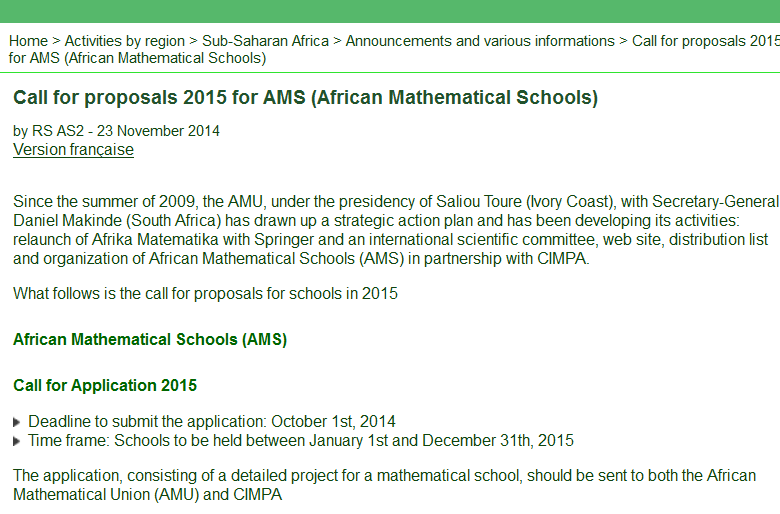 Home > Activities by region > Sub-Saharan Africa > Announcements and various informations > Call for proposals 2015
for AMS (African Mathematical Schools)
Call for proposals 2015 for AMS (African Mathematical Schools)
by RS AS2 - 23 November 2014
Version française
Since the summer of 2009, the AMU, under the presidency of Saliou Toure (Ivory Coast), with Secretary-General
Daniel Makinde (South Africa) has drawn up a strategic action plan and has been developing its activities:
relaunch of Afrika Matematika with Springer and an international scientific committee, web site, distribution list
and organization of African Mathematical Schools (AMS) in partnership with CIMPA.
What follows is the call for proposals for schools in 2015
African Mathematical Schools (AMS)
Call for Application 2015
Deadline to submit the application: October 1st, 2014
Time frame: Schools to be held between January 1st and December 31th, 2015
The application, consisting of a detailed project for a mathematical school, should be sent to both the African
Mathematical Union (AMU) and CIMPA